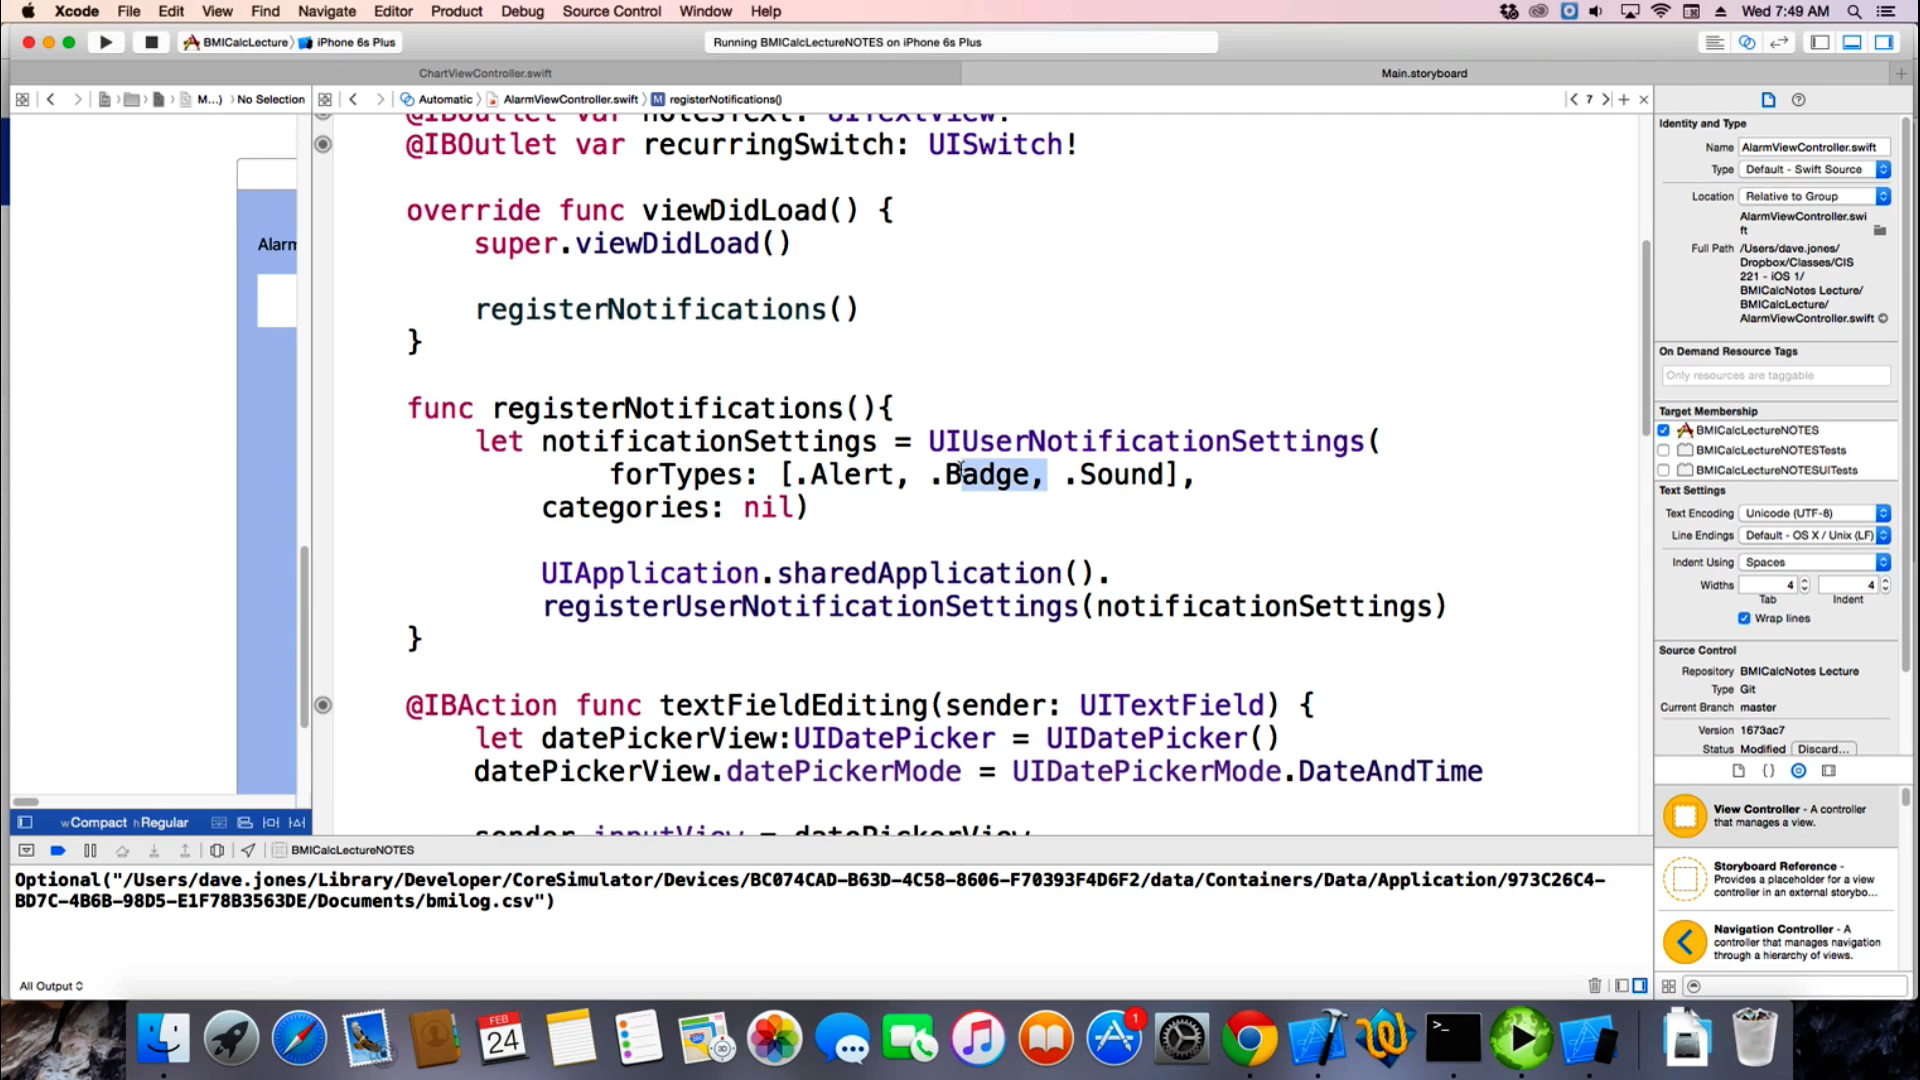 Xcode File Edit View Find Navigate Editor Product Debug Source Control Window Help Wed 7:49 AM
BMICalcLecture iPhone 6s Plus Running BMICalcLectureNOTES on iPhone 6s Plus
ChartViewController.swift Main.storyboard
M...) No Selection Automatic AlarmViewController.swift M registerNotifications() 7
@IBOutlet var notesText: UITextView!
@IBOutlet var recurringSwitch: UISwitch!
override func viewDidLoad() {
super.viewDidLoad()
registerNotifications()
}
func registerNotifications(){
let notificationSettings = UIUserNotificationSettings(
forTypes: [.Alert, .Badge, .Sound],
categories: nil)
UIApplication.sharedApplication().
registerUserNotificationSettings(notificationSettings)
}
@IBAction func textFieldEditing(sender: UITextField) {
let datePickerView:UIDatePicker = UIDatePicker()
datePickerView.datePickerMode = UIDatePickerMode.DateAndTime
sender.inputView = datePickerView
Alarm
wCompact hRegular
BMICalcLectureNOTES
Optional("/Users/dave.jones/Library/Developer/CoreSimulator/Devices/BC074CAD-B63D-4C58-8606-F70393F4D6F2/data/Containers/Data/Application/973C26C4-
BD7C-4B6B-98D5-E1F78B3563DE/Documents/bmilog.csv")
All Output
Identity and Type
Name AlarmViewController.swift
Type Default - Swift Source
Location Relative to Group
AlarmViewController.swi
ft
Full Path /Users/dave.jones/
Dropbox/Classes/CIS
221 - iOS 1/
BMICalcNotes Lecture/
BMICalcLecture/
AlarmViewController.swift
On Demand Resource Tags
Only resources are taggable
Target Membership
BMICalcLectureNOTES
BMICalcLectureNOTESTests
BMICalcLectureNOTESUITests
Text Settings
Text Encoding Unicode (UTF-8)
Line Endings Default - OS X / Unix (LF)
Indent Using Spaces
Widths 4 4
Tab Indent
Wrap lines
Source Control
Repository BMICalcNotes Lecture
Type Git
Current Branch master
Version 1673ac7
Status Modified Discard...
View Controller - A controller
that manages a view.
Storyboard Reference -
Provides a placeholder for a view
controller in an external storybo...
Navigation Controller - A
controller that manages navigation
through a hierarchy of views.
FEB
24
1